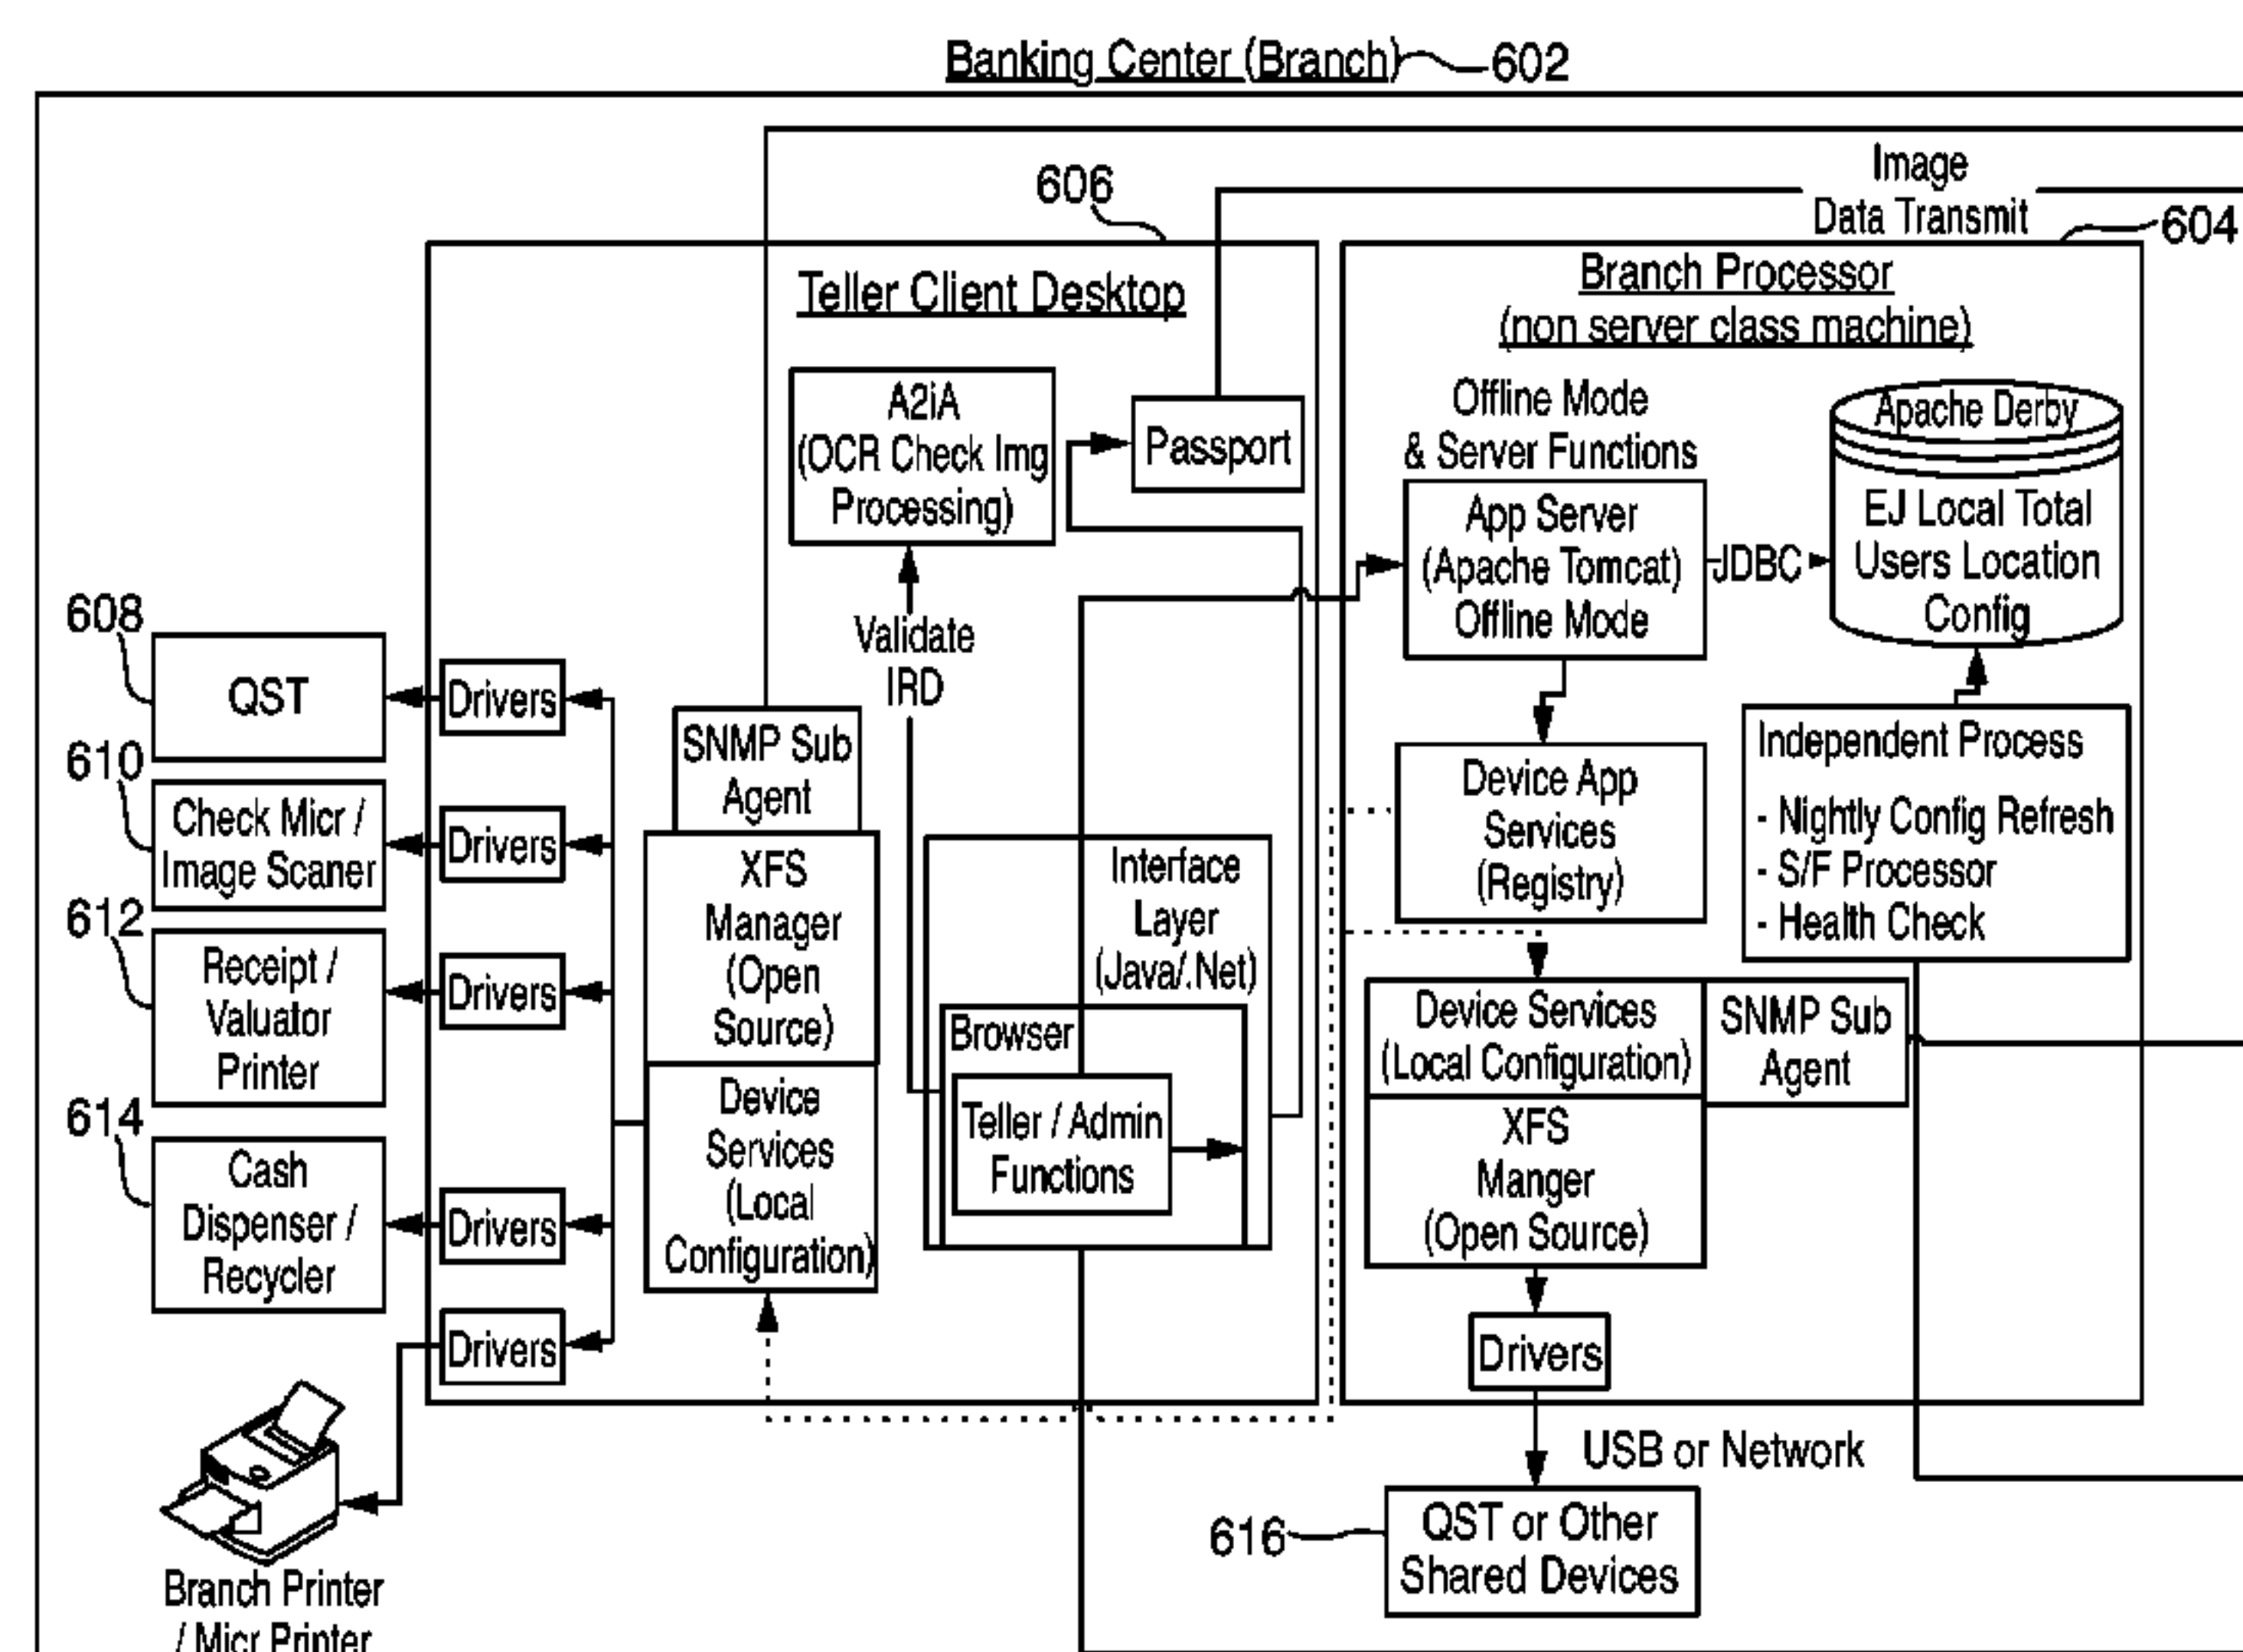 Banking Center (Branch) 602
Image
Data Transmit
604
606
Teller Client Desktop
A2iA
(OCR Check Img
Processing)
Passport
Validate
IRD
608
QST
610
Check Micr /
Image Scaner
612
Receipt /
Valuator
Printer
614
Cash
Dispenser /
Recycler
Drivers
Drivers
Drivers
Drivers
Drivers
Branch Printer
/ Micr Printer
SNMP Sub
Agent
XFS
Manager
(Open
Source)
Device
Services
(Local
Configuration)
Interface
Layer
(Java/.Net)
Browser
Teller / Admin
Functions
Branch Processor
(non server class machine)
Offline Mode
& Server Functions
App Server
(Apache Tomcat)
Offline Mode
JDBC
Apache Derby
EJ Local Total
Users Location
Config
Device App
Services
(Registry)
Independent Process
- Nightly Config Refresh
- S/F Processor
- Health Check
Device Services
(Local Configuration)
SNMP Sub
Agent
XFS
Manger
(Open Source)
Drivers
USB or Network
616
QST or Other
Shared Devices